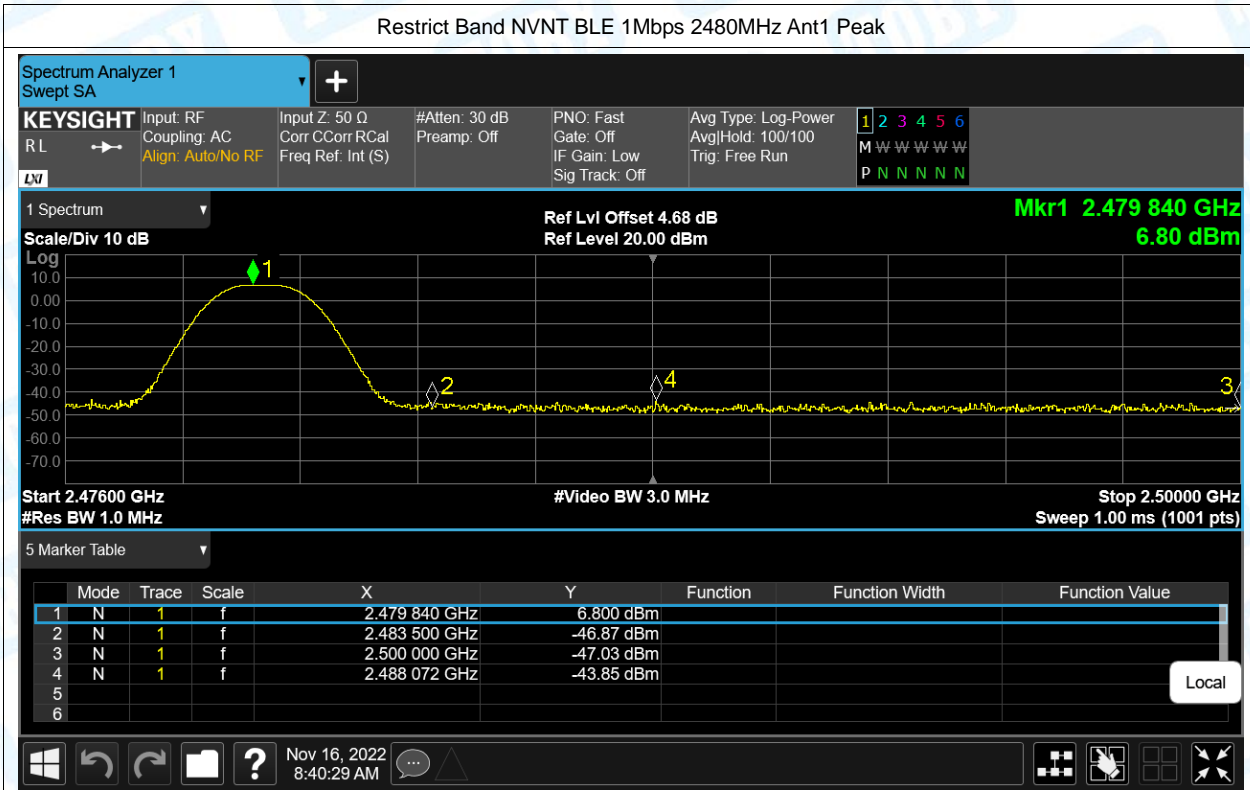 Restrict Band NVNT BLE 1Mbps 2480MHz Ant1 Peak
Spectrum Analyzer 1
Swept SA
KEYSIGHT
RL
LXI
Input: RF
Coupling: AC
Align: Auto/No RF
Input Z: 50 Ω
Corr CCorr RCal
Freq Ref: Int (S)
#Atten: 30 dB
Preamp: Off
PNO: Fast
Gate: Off
IF Gain: Low
Sig Track: Off
Avg Type: Log-Power
Avg|Hold: 100/100
Trig: Free Run
1 2 3 4 5 6
M W W W W W
P N N N N N
1 Spectrum
Scale/Div 10 dB
Ref Lvl Offset 4.68 dB
Ref Level 20.00 dBm
Mkr1 2.479 840 GHz
6.80 dBm
Log
10.0
0.00
-10.0
-20.0
-30.0
-40.0
-50.0
-60.0
-70.0
1
2
4
3
Start 2.47600 GHz
#Res BW 1.0 MHz
#Video BW 3.0 MHz
Stop 2.50000 GHz
Sweep 1.00 ms (1001 pts)
5 Marker Table
Mode Trace Scale X Y Function Function Width Function Value
1 N 1 f 2.479 840 GHz 6.800 dBm
2 N 1 f 2.483 500 GHz -46.87 dBm
3 N 1 f 2.500 000 GHz -47.03 dBm
4 N 1 f 2.488 072 GHz -43.85 dBm
5
6
Local
Nov 16, 2022
8:40:29 AM